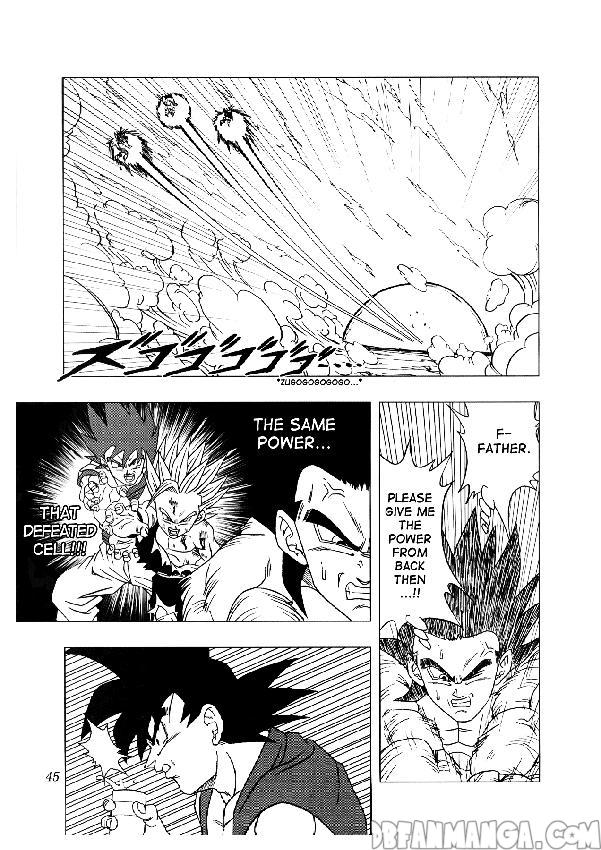 ズゴゴゴゴゴ…
*ZUGOGOGOGOGO...*
F-
FATHER.
PLEASE
GIVE ME
THE
POWER
FROM
BACK
THEN
...!!
THE SAME
POWER...
THAT
DEFEATED
CELL!!!
45
DBFANMANGA.COM